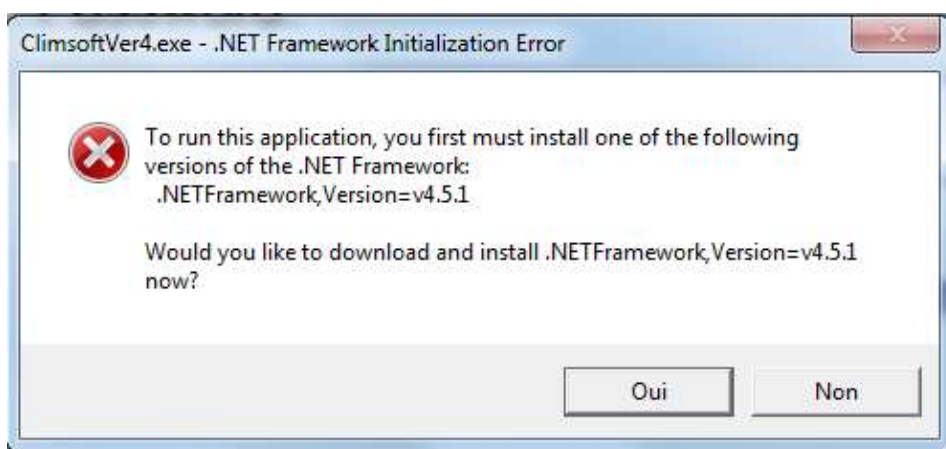 ClimsoftVer4.exe - .NET Framework Initialization Error
To run this application, you first must install one of the following
versions of the .NET Framework:
.NETFramework,Version=v4.5.1
Would you like to download and install .NETFramework,Version=v4.5.1
now?
Oui
Non